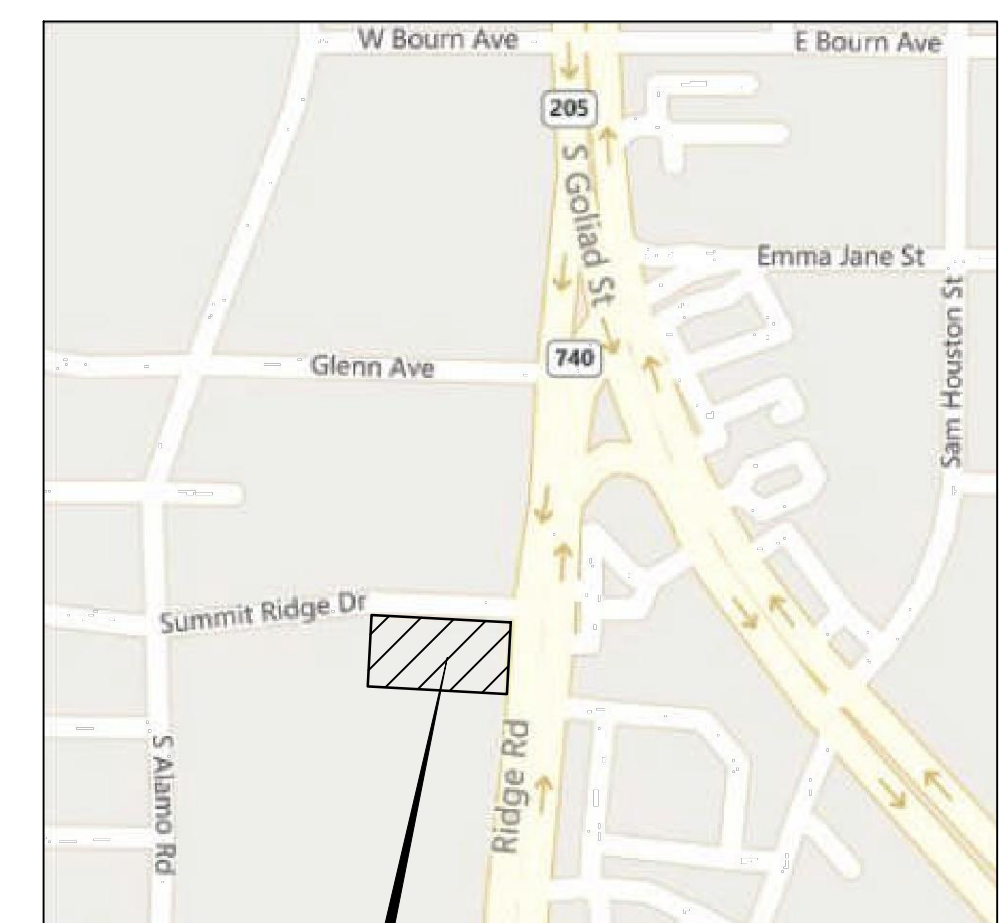 W Bourn Ave
E Bourn Ave
205
S Goliad St
Emma Jane St
Sam Houston St
740
Glenn Ave
Summit Ridge Dr
Ridge Rd
S Alamo Rd